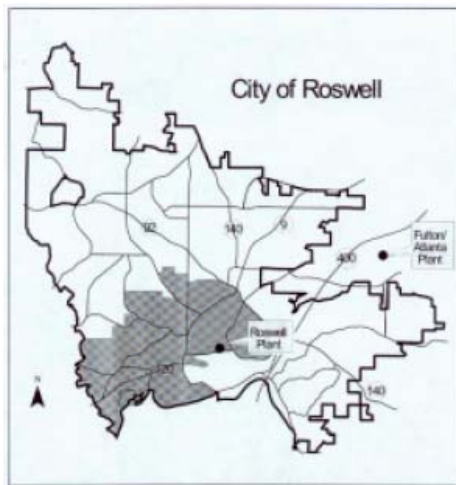 City of Roswell
92
140
9
400
Fulton/
Atlanta
Plant
Roswell
Plant
120
N
140